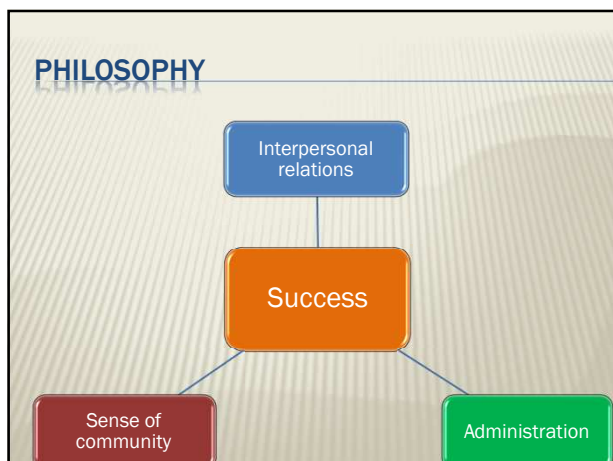 PHILOSOPHY
Interpersonal
relations
Success
Sense of
community
Administration